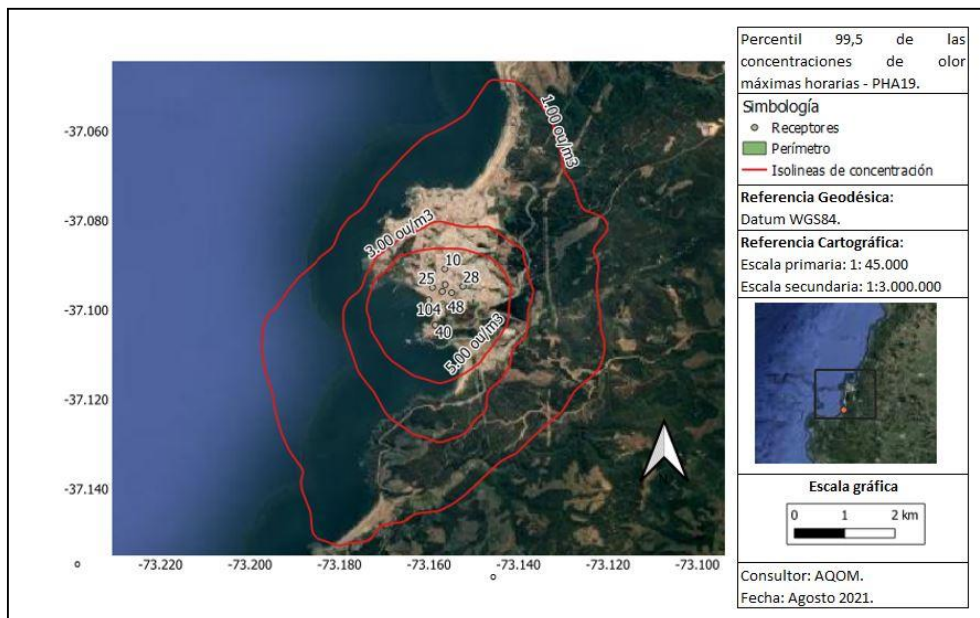 Percentil 99,5 de las
concentraciones de olor
máximas horarias - PHA19.
Simbología
Receptores
Perímetro
Isolineas de concentración
Referencia Geodésica:
Datum WGS84.
Referencia Cartográfica:
Escala primaria: 1: 45.000
Escala secundaria: 1:3.000.000
Escala gráfica
0 1 2 km
Consultor: AQOM.
Fecha: Agosto 2021.
-37.060
-37.080
-37.100
-37.120
-37.140
-73.220 -73.200 -73.180 -73.160 -73.140 -73.120 -73.100
1.00 ou/m3
3.00 ou/m3
5.00 ou/m3
10
25
28
104
48
40